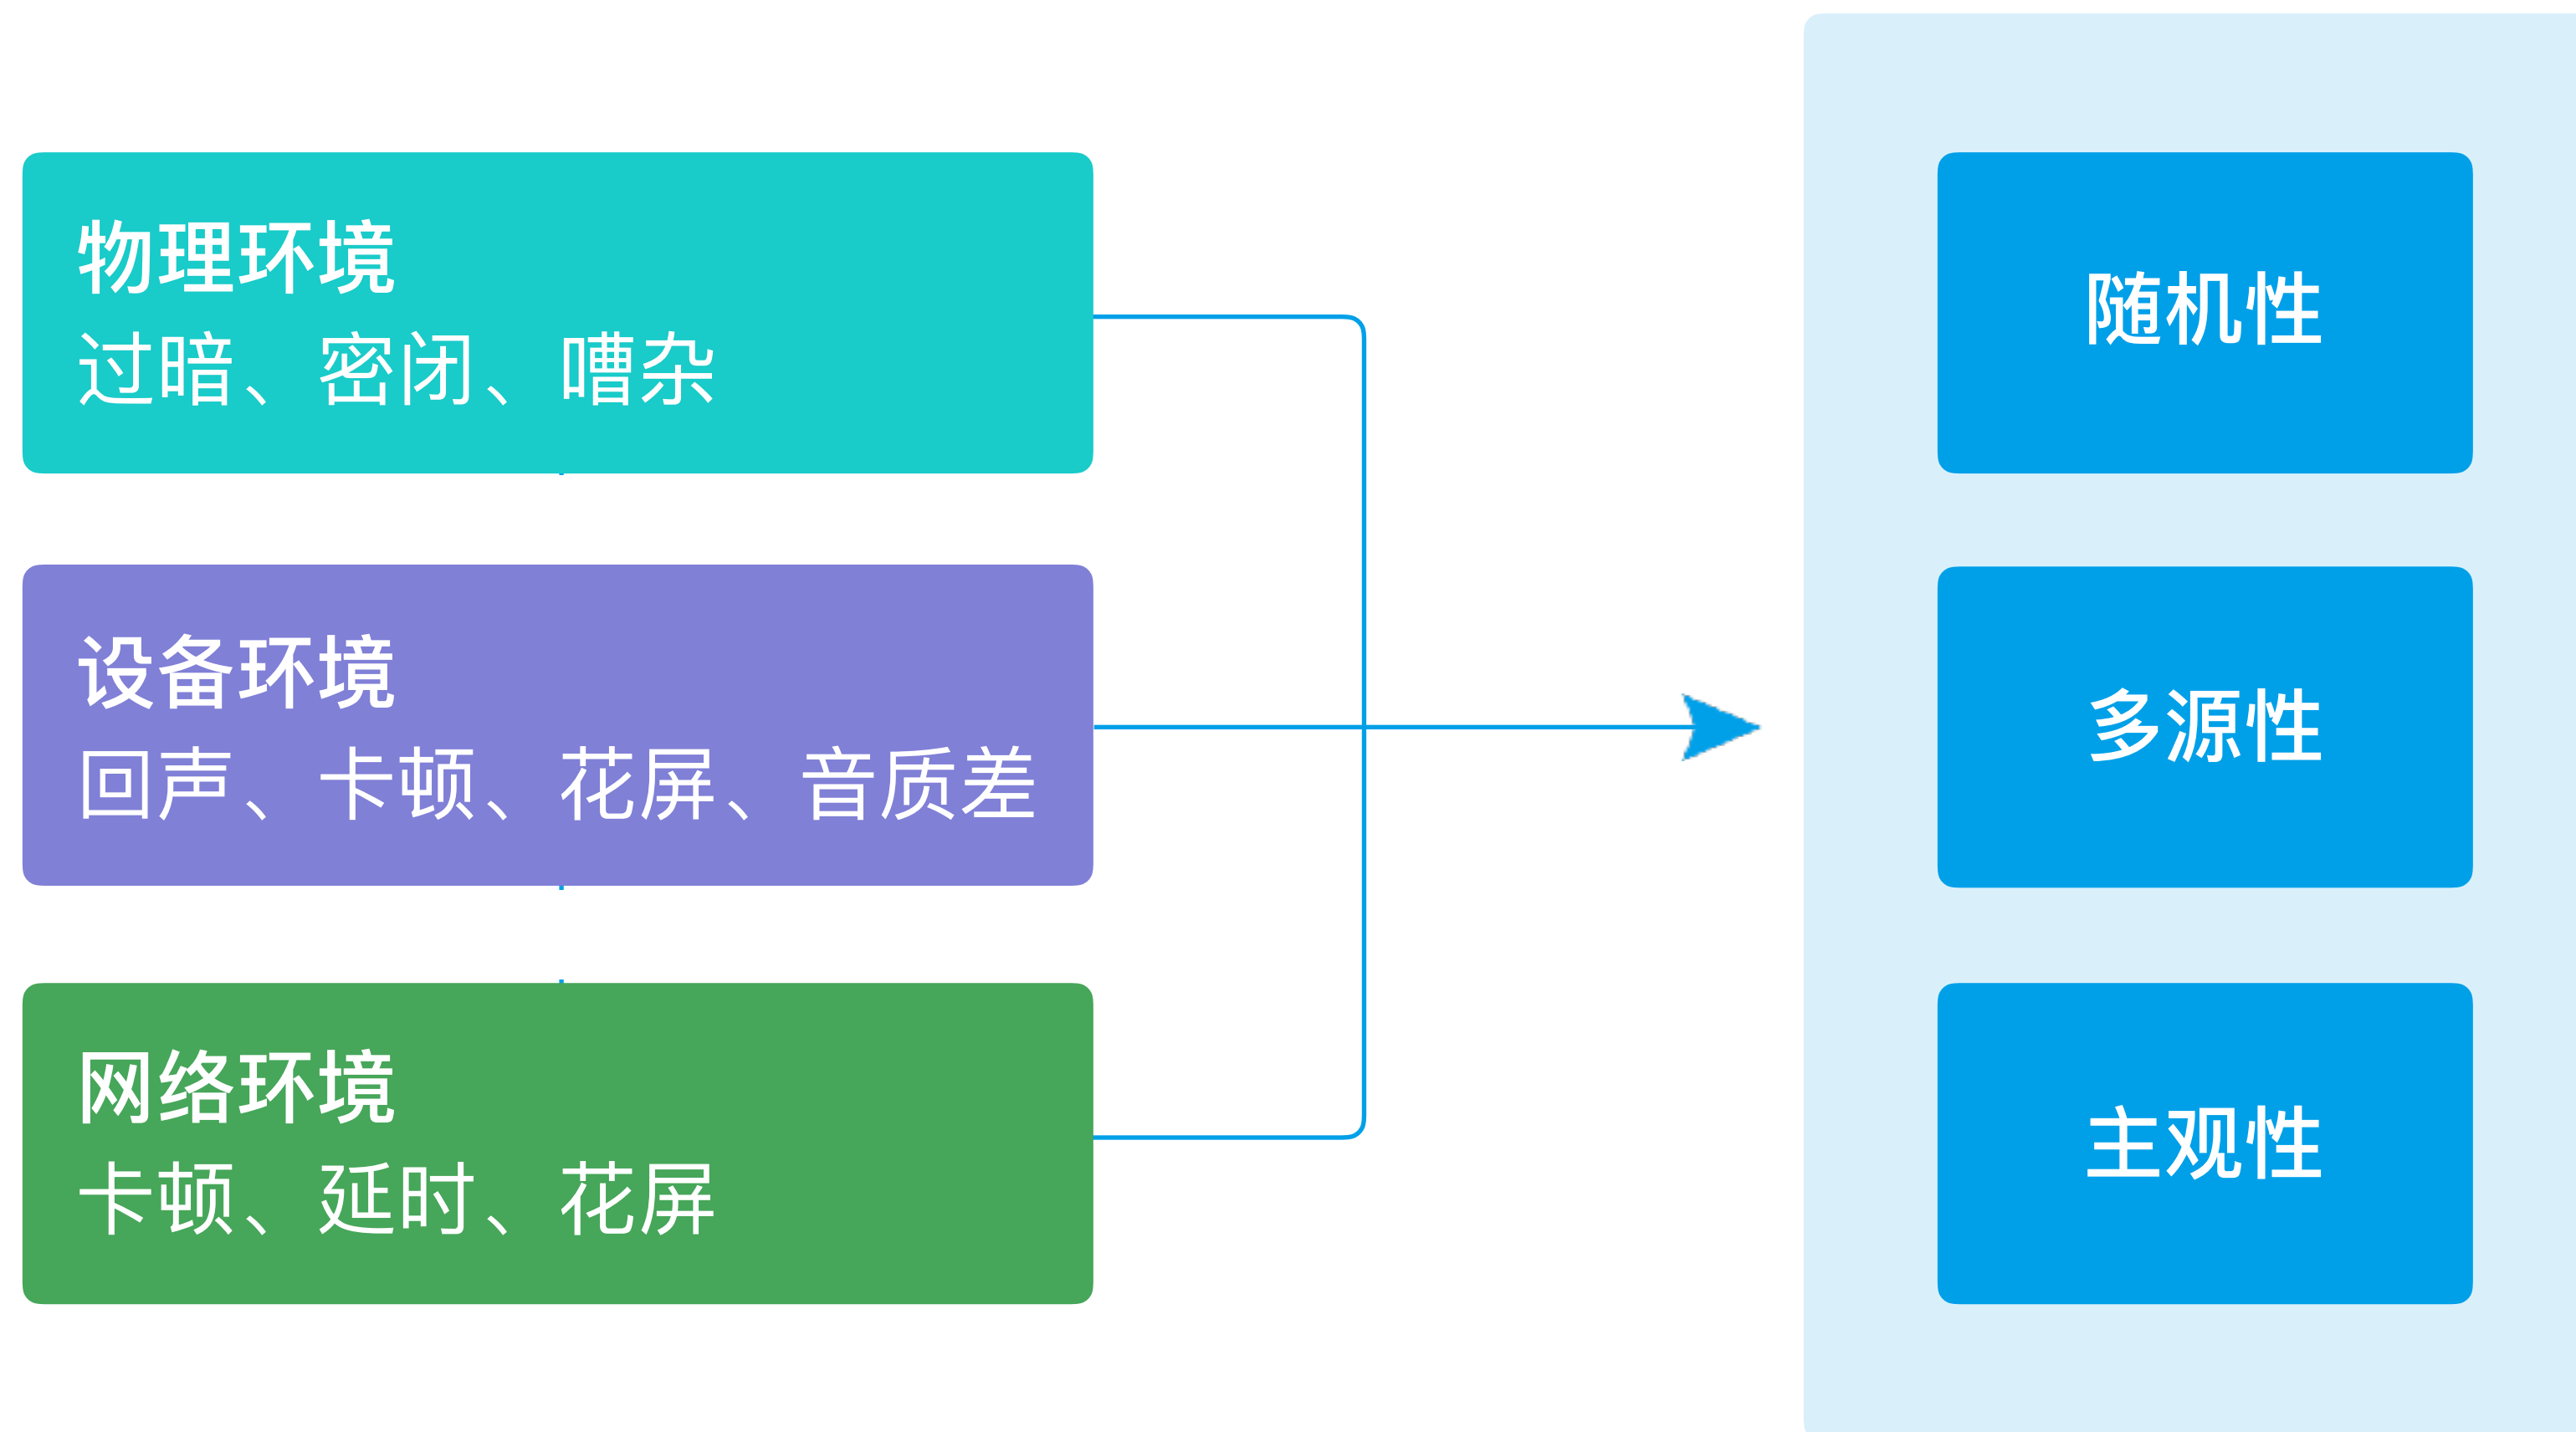 物理环境
过暗、密闭、嘈杂
设备环境
回声、卡顿、花屏、音质差
网络环境
卡顿、延时、花屏
随机性
多源性
主观性